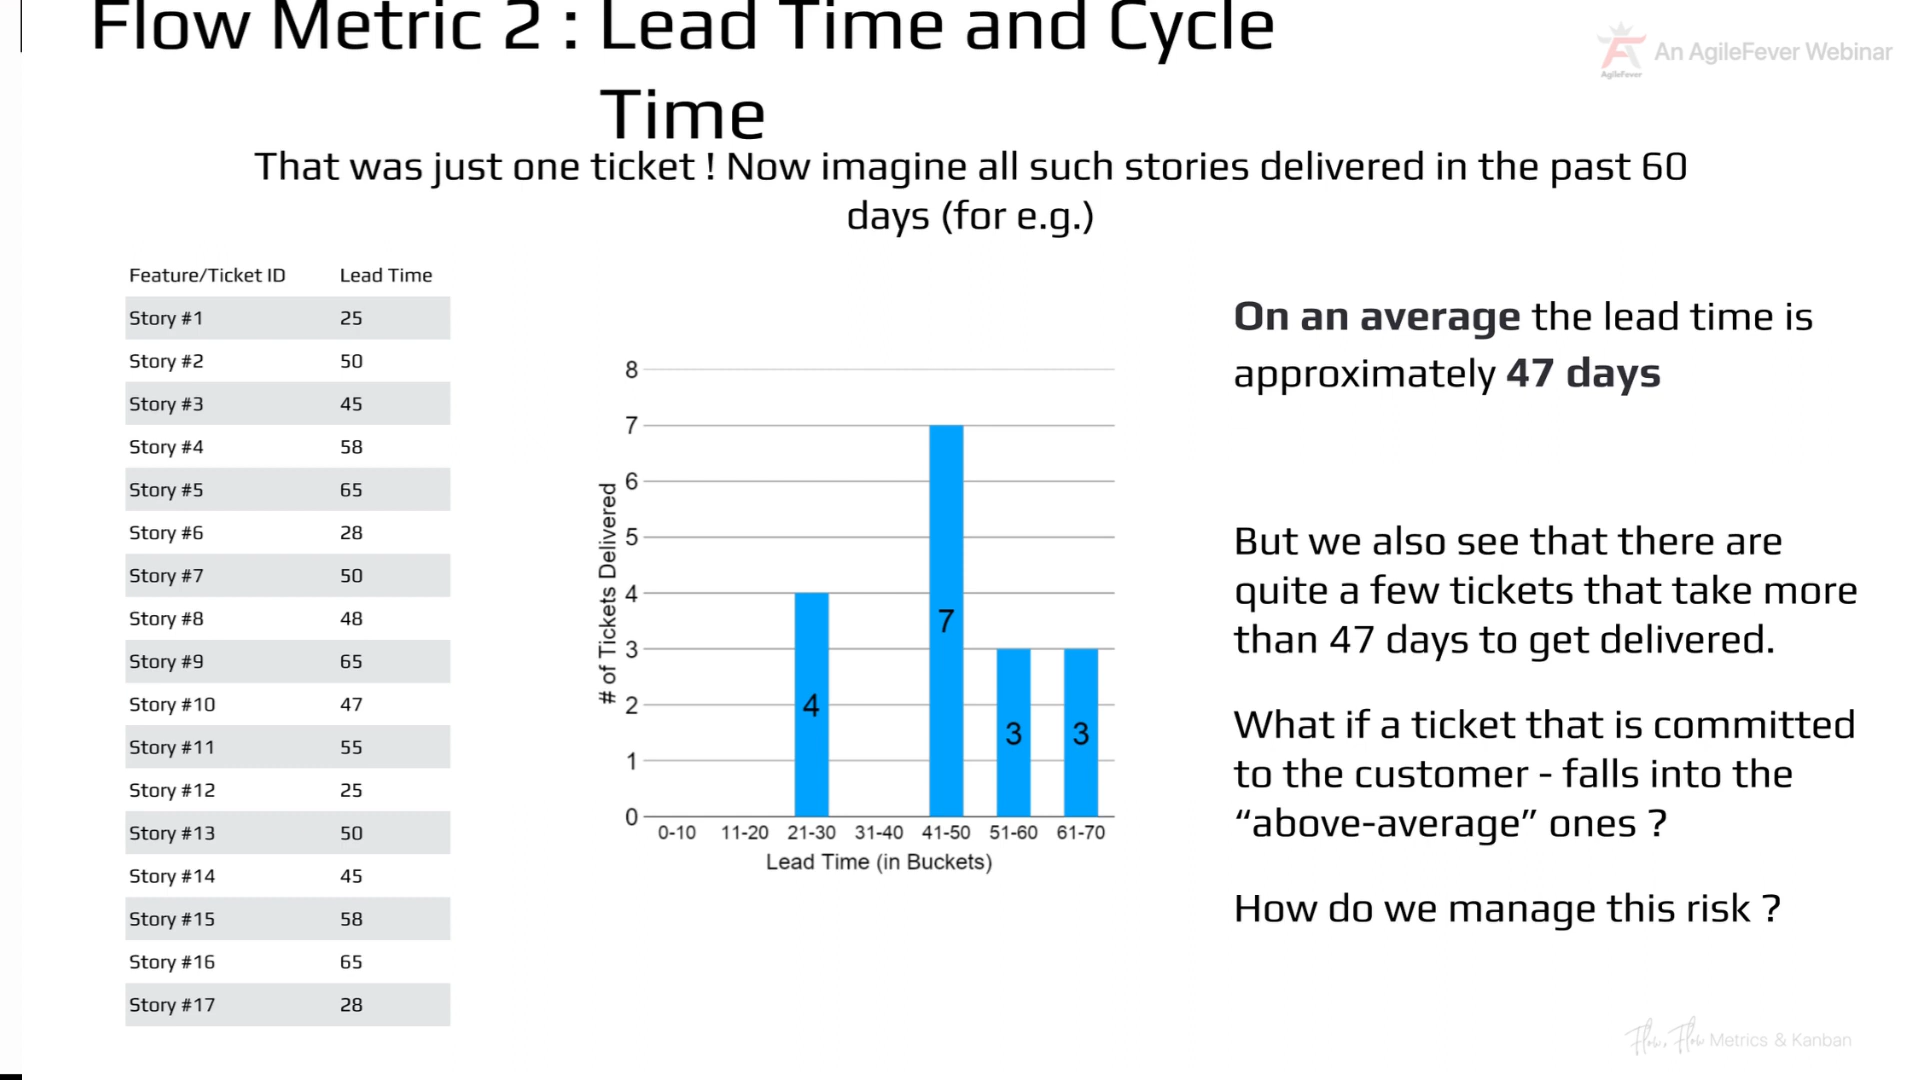 Flow Metric 2 : Lead Time and Cycle
Time
An AgileFever Webinar
AgileFever
That was just one ticket ! Now imagine all such stories delivered in the past 60
days (for e.g.)
Feature/Ticket ID Lead Time
Story #1 25
Story #2 50
Story #3 45
Story #4 58
Story #5 65
Story #6 28
Story #7 50
Story #8 48
Story #9 65
Story #10 47
Story #11 55
Story #12 25
Story #13 50
Story #14 45
Story #15 58
Story #16 65
Story #17 28
# of Tickets Delivered
8
7
6
5
4
3
2
1
0
4
7
3
3
0-10 11-20 21-30 31-40 41-50 51-60 61-70
Lead Time (in Buckets)
On an average the lead time is
approximately 47 days
But we also see that there are
quite a few tickets that take more
than 47 days to get delivered.
What if a ticket that is committed
to the customer - falls into the
“above-average” ones ?
How do we manage this risk ?
Flow, Flow Metrics & Kanban